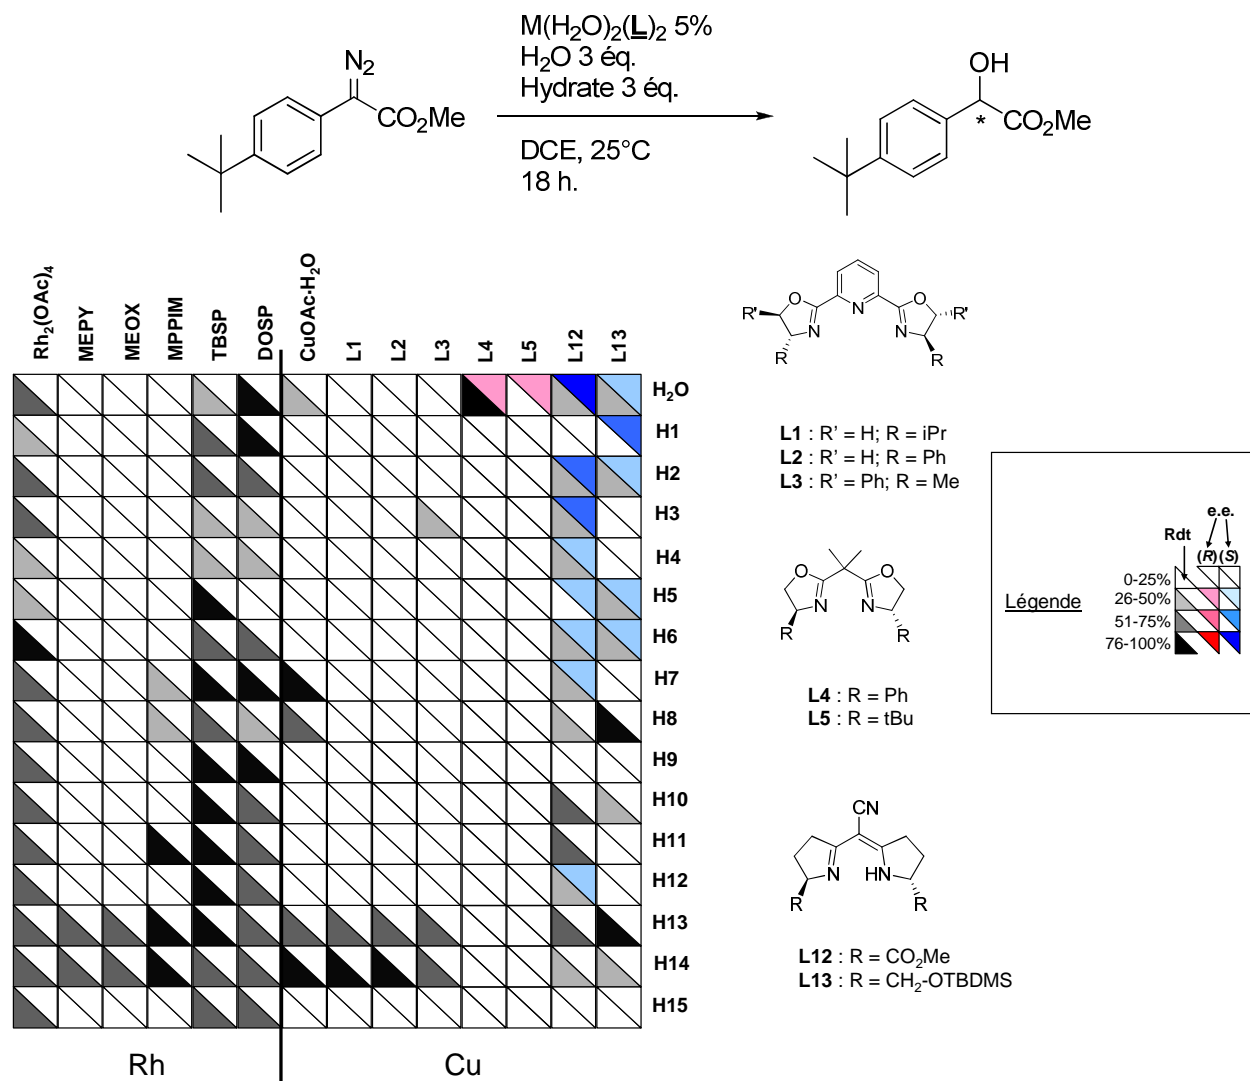 M(H2O)2(L)2 5%
H2O 3 éq.
Hydrate 3 éq.
DCE, 25°C
18 h.
N2
CO2Me
OH
*
CO2Me
Rh2(OAc)4
MEPY
MEOX
MPPIM
TBSP
DOSP
CuOAc·H2O
L1
L2
L3
L4
L5
L12
L13
H2O
H1
H2
H3
H4
H5
H6
H7
H8
H9
H10
H11
H12
H13
H14
H15
Rh
Cu
R'
O
N
R
N
O
N
R'
R
L1 : R' = H; R = iPr
L2 : R' = H; R = Ph
L3 : R' = Ph; R = Me
O
O
N
N
R
R
L4 : R = Ph
L5 : R = tBu
CN
N
HN
R
R
L12 : R = CO2Me
L13 : R = CH2-OTBDMS
Légende
e.e.
Rdt
(R) (S)
0-25%
26-50%
51-75%
76-100%